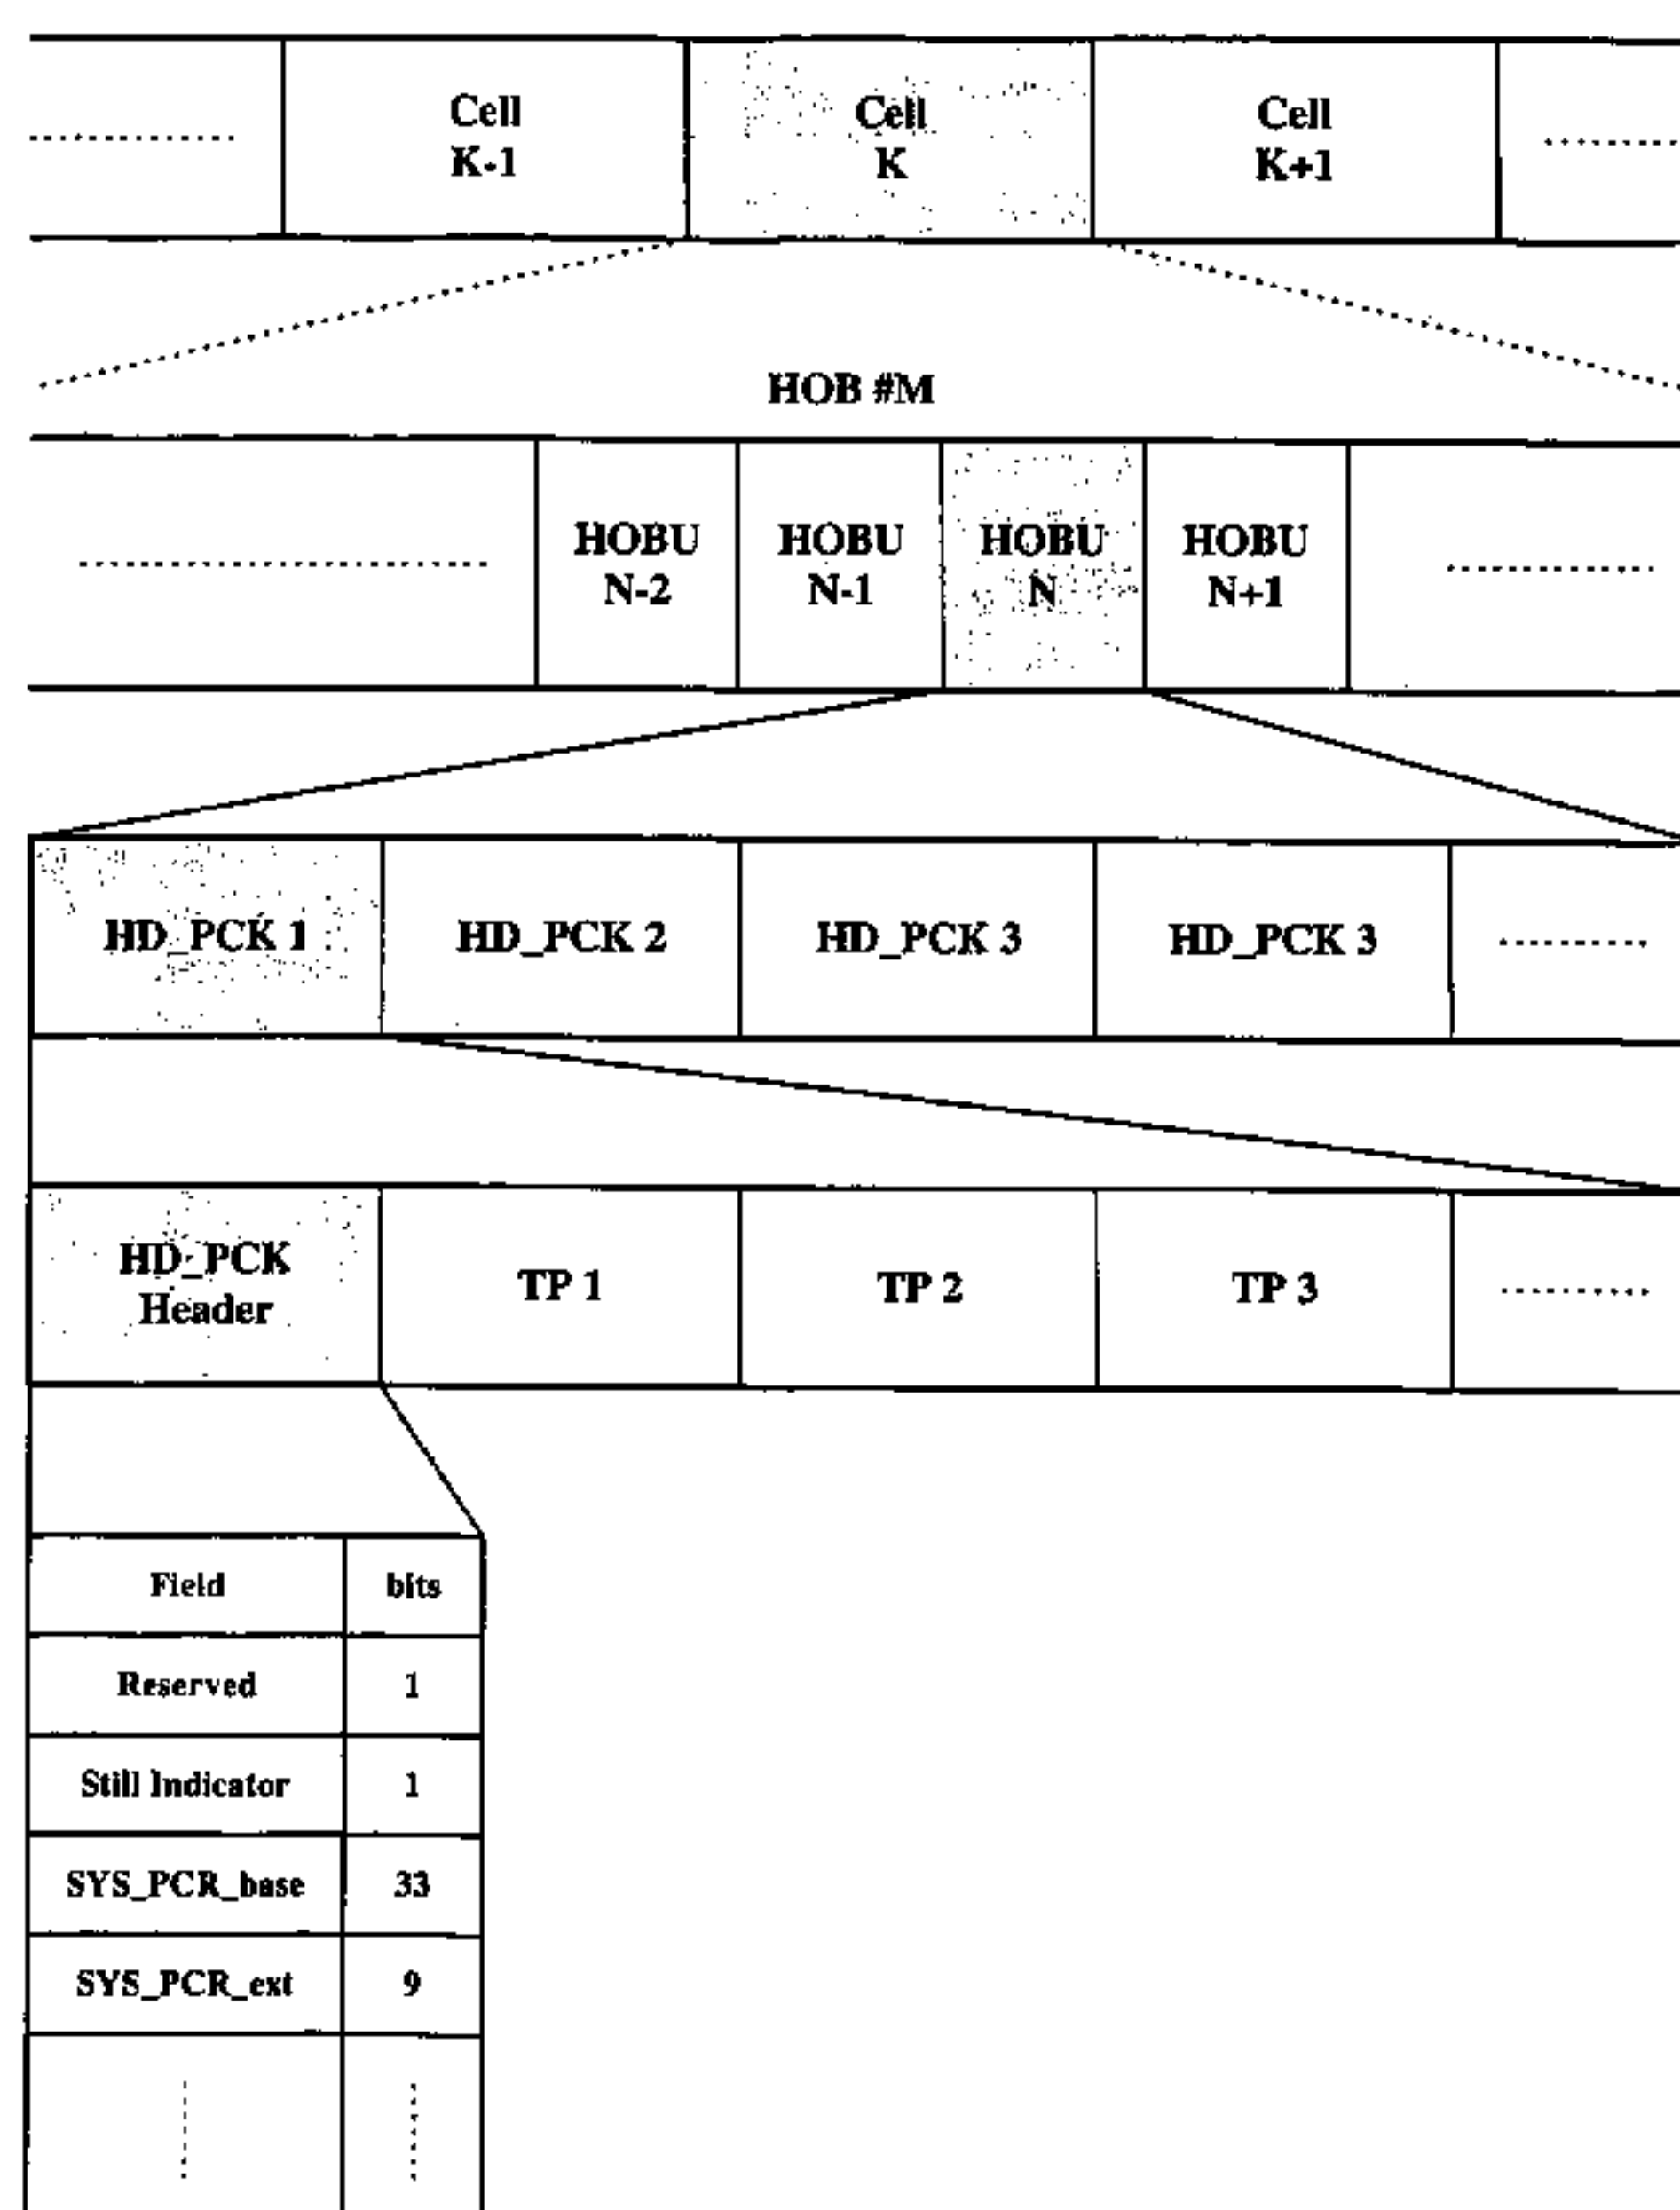 Cell
K-1
Cell
K
Cell
K+1
HOB #M
HOBU
N-2
HOBU
N-1
HOBU
N
HOBU
N+1
HD_PCK 1
HD_PCK 2
HD_PCK 3
HD_PCK 3
HD_PCK
Header
TP 1
TP 2
TP 3
Field
bits
Reserved
1
Still Indicator
1
SYS_PCR_base
33
SYS_PCR_ext
9